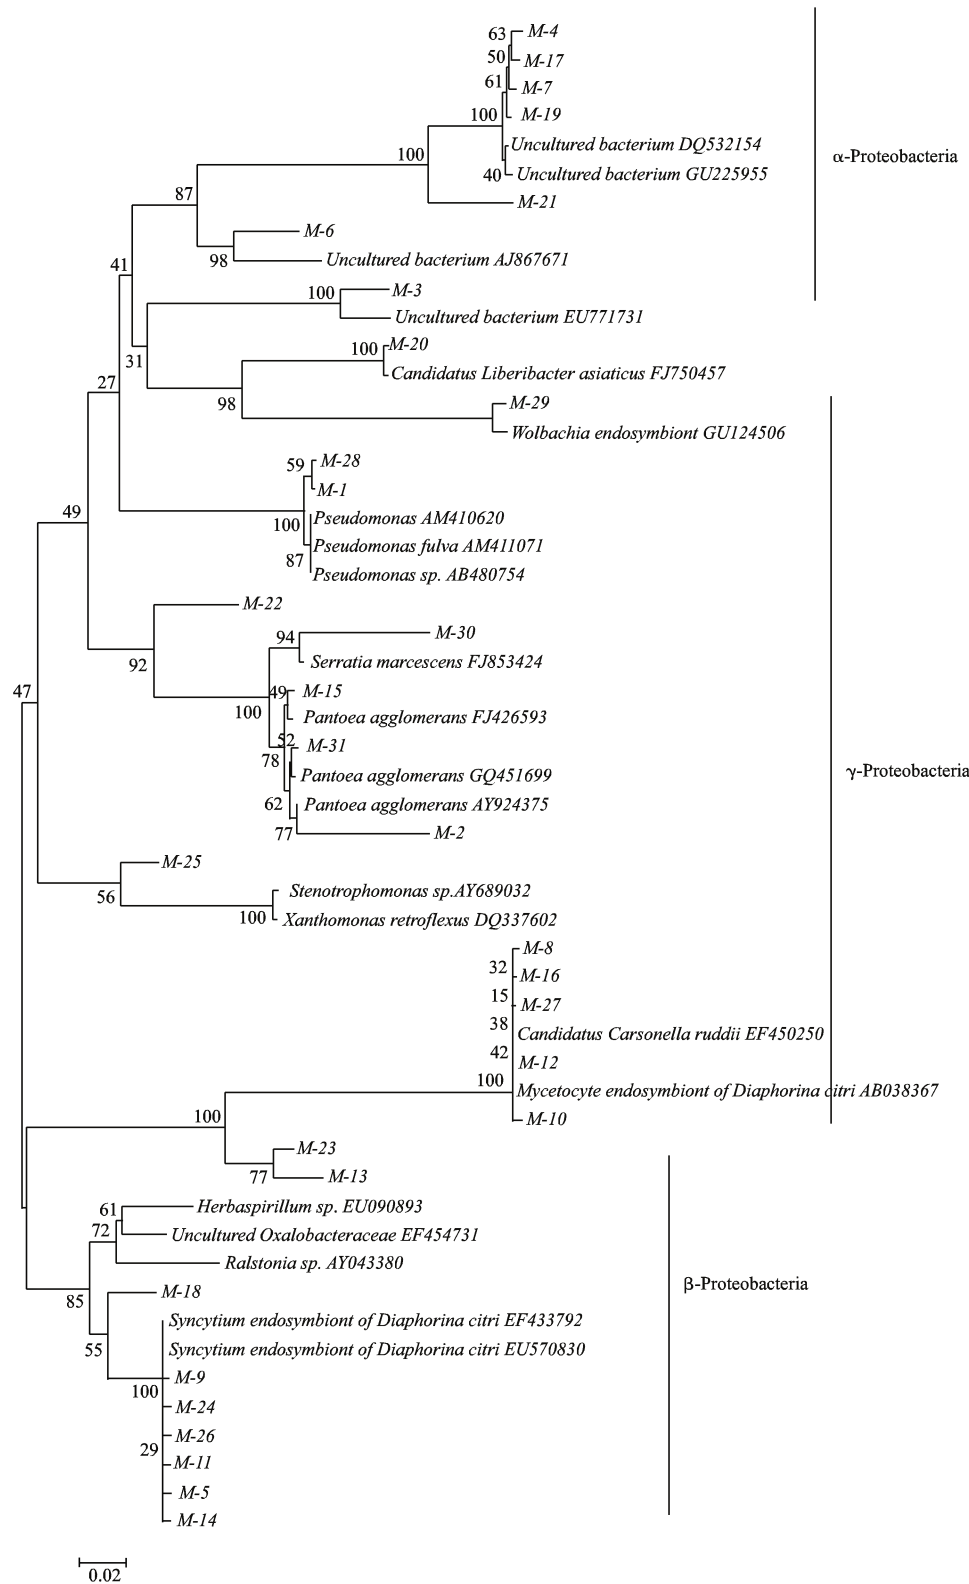 63
M-4
50
M-17
61
M-7
100
M-19
Uncultured bacterium DQ532154
100
40
Uncultured bacterium GU225955
α-Proteobacteria
87
M-21
M-6
98
Uncultured bacterium AJ867671
41
100
M-3
Uncultured bacterium EU771731
31
100
M-20
Candidatus Liberibacter asiaticus FJ750457
27
98
M-29
Wolbachia endosymbiont GU124506
59
M-28
M-1
49
100
Pseudomonas AM410620
Pseudomonas fulva AM411071
87
Pseudomonas sp. AB480754
M-22
94
M-30
92
Serratia marcescens FJ853424
47
49
M-15
100
Pantoea agglomerans FJ426593
52
M-31
78
Pantoea agglomerans GQ451699
γ-Proteobacteria
62
Pantoea agglomerans AY924375
77
M-2
M-25
56
Stenotrophomonas sp.AY689032
100
Xanthomonas retroflexus DQ337602
M-8
32
M-16
15
M-27
38
Candidatus Carsonella ruddii EF450250
42
M-12
100
Mycetocyte endosymbiont of Diaphorina citri AB038367
100
M-10
M-23
77
M-13
61
Herbaspirillum sp. EU090893
72
Uncultured Oxalobacteraceae EF454731
Ralstonia sp. AY043380
β-Proteobacteria
85
M-18
Syncytium endosymbiont of Diaphorina citri EF433792
55
Syncytium endosymbiont of Diaphorina citri EU570830
M-9
100
M-24
M-26
29
M-11
M-5
M-14
0.02